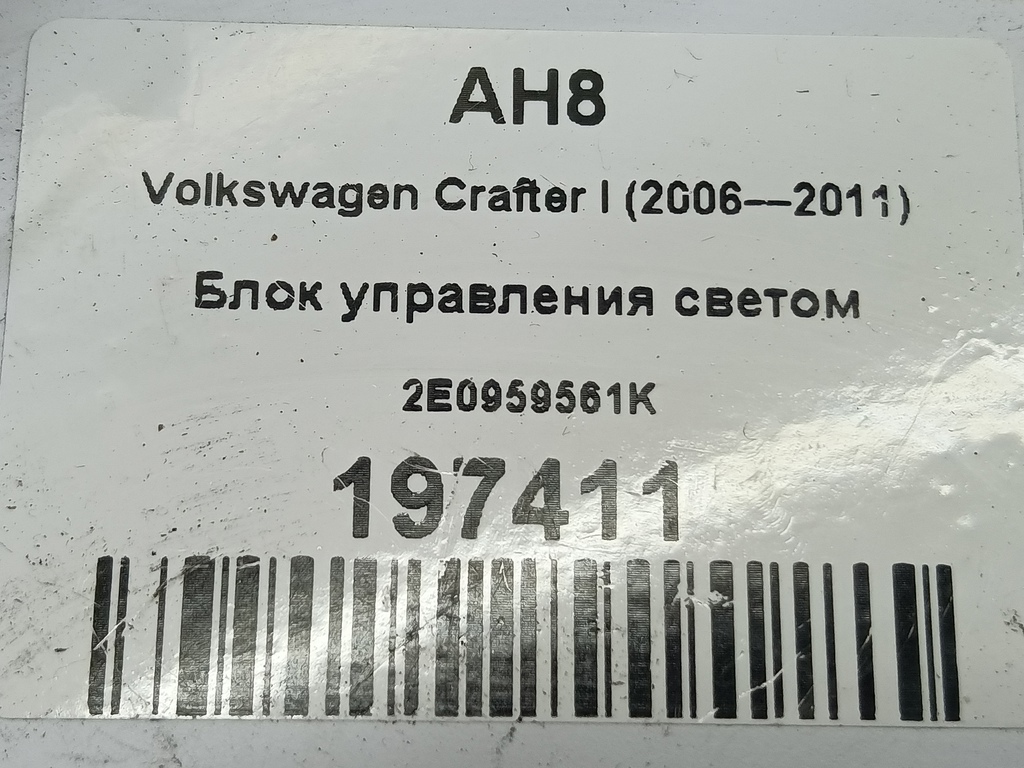 AH8
Volkswagen Crafter I (2006—2011)
Блок управления светом
2E0959561K
197411